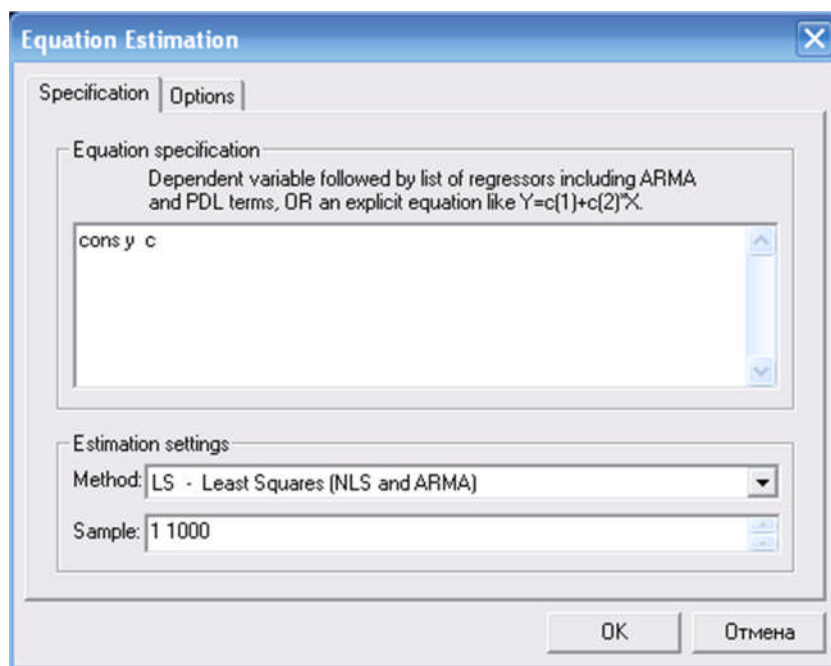 Equation Estimation
Specification
Options
Equation specification
Dependent variable followed by list of regressors including ARMA
and PDL terms, OR an explicit equation like Y=c(1)+c(2)*X.
cons y  c
Estimation settings
Method: LS  -  Least Squares (NLS and ARMA)
Sample: 1 1000
OK
Отмена